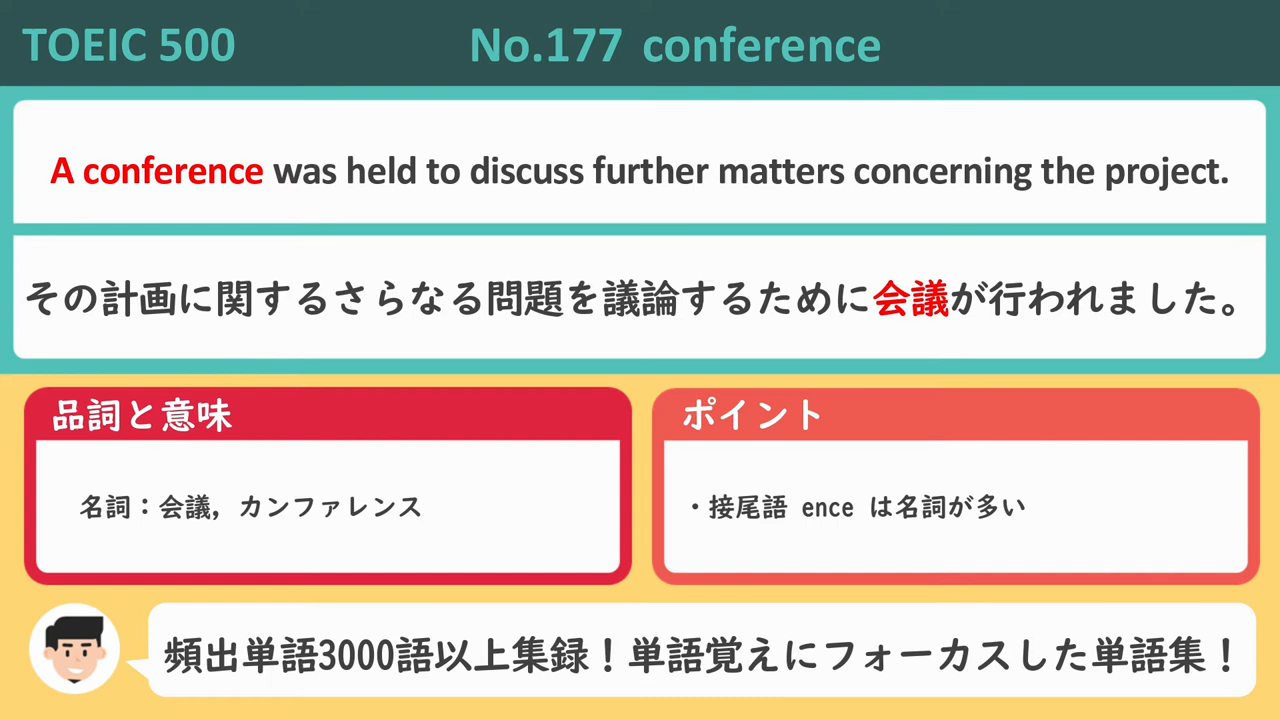 TOEIC 500 No.177 conference
A conference was held to discuss further matters concerning the project.
その計画に関するさらなる問題を議論するために会議が行われました。
品詞と意味
名詞：会議，カンファレンス
ポイント
・接尾語 ence は名詞が多い
頻出単語3000語以上集録！単語覚えにフォーカスした単語集！